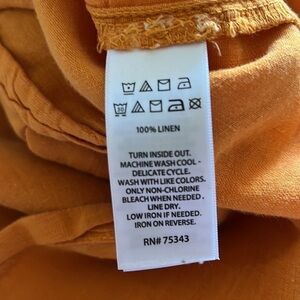 30
100% LINEN
TURN INSIDE OUT.
MACHINE WASH COOL -
DELICATE CYCLE.
WASH WITH LIKE COLORS.
ONLY NON-CHLORINE
BLEACH WHEN NEEDED .
LINE DRY.
LOW IRON IF NEEDED.
IRON ON REVERSE.
RN# 75343